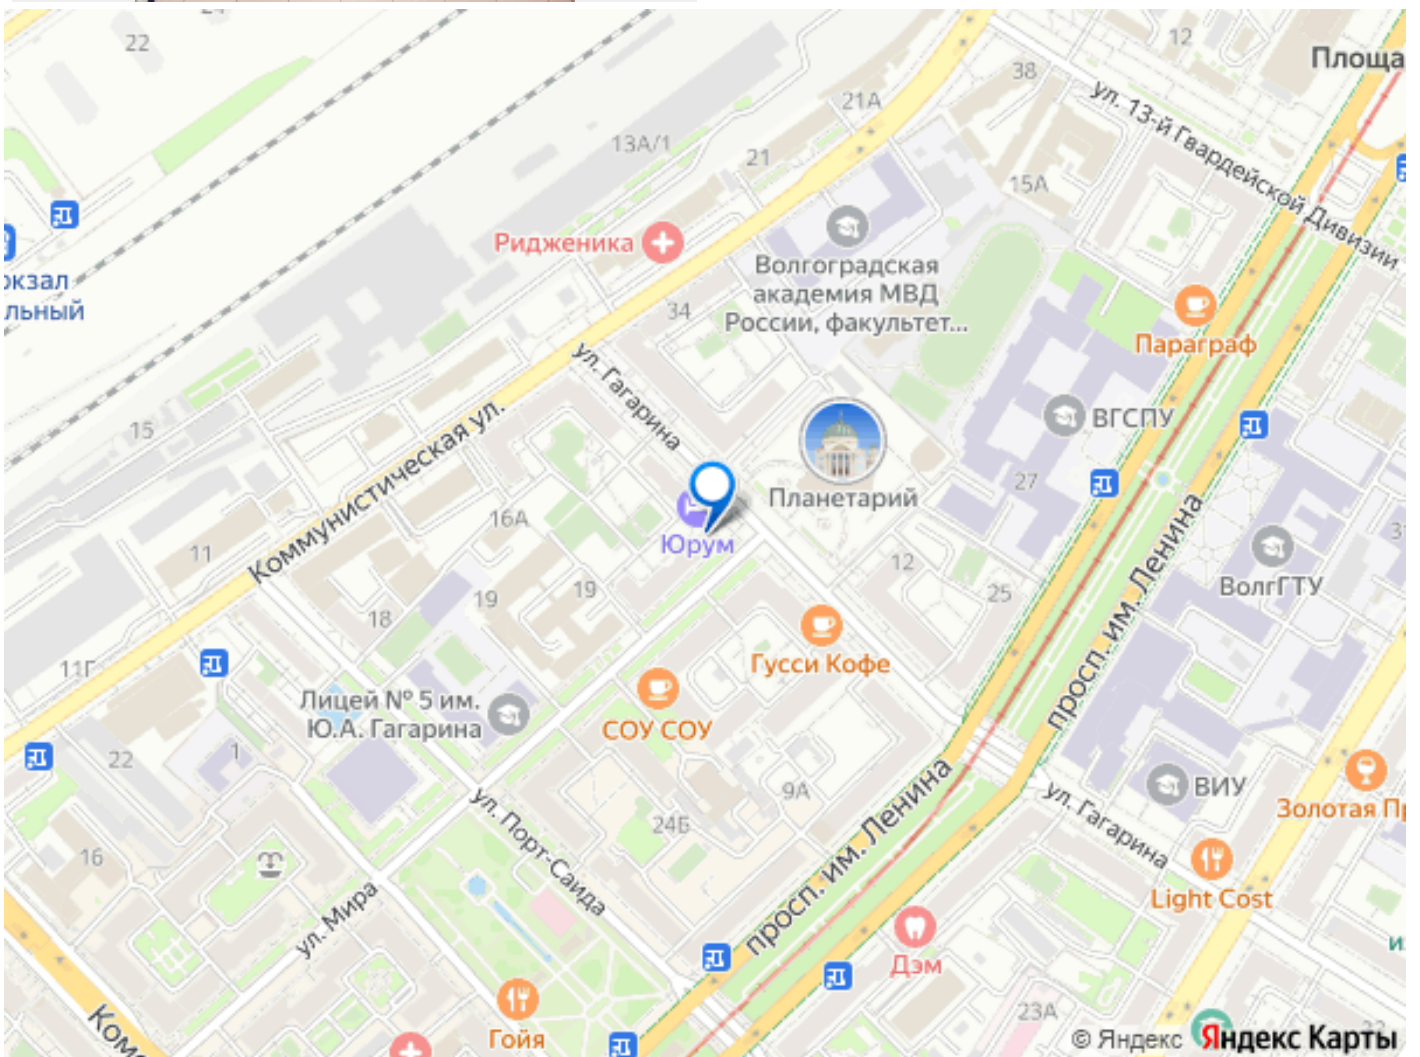 22
12
Площа
38
21А
ул. 13-й Гвардейской Дивизии
13А/1
21
15А
Ридженика
Волгоградская
академия МВД
России, факультет...
окзал
льный
34
Параграф
ул. Гагарина
15
ВГСПУ
Планетарий
27
Коммунистическая ул.
16А
Юрум
11
12
ВолгГТУ
просп. им. Ленина
19
19
25
18
Гусси Кофе
11Г
Лицей № 5 им.
Ю.А. Гагарина
СОУ СОУ
22
1
9А
ВИУ
ул. Гагарина
Золотая Пр
24Б
ул. Порт-Саида
просп. им. Ленина
16
Light Cost
ул. Мира
Дэм
Гойя
23А
© Яндекс Яндекс Карты